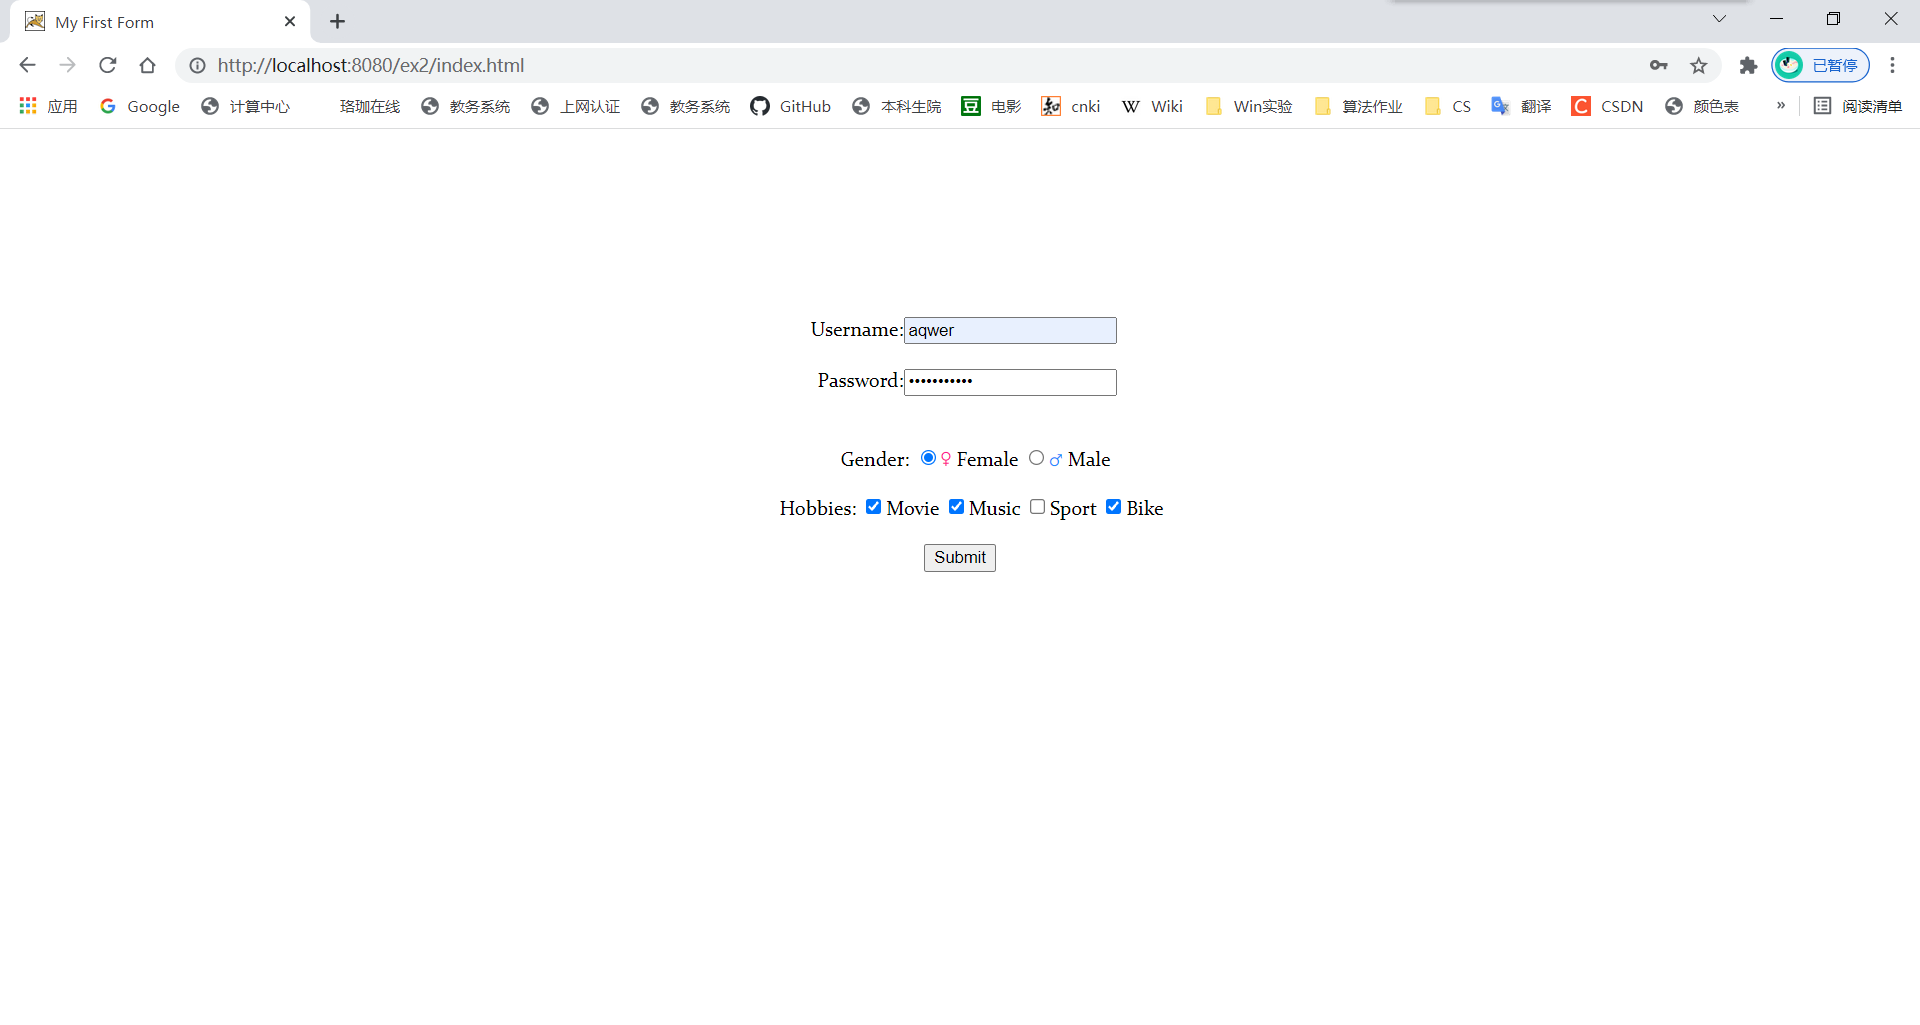 My First Form
http://localhost:8080/ex2/index.html
已暂停
应用 Google 计算中心 珞珈在线 教务系统 上网认证 教务系统 GitHub 豆 本科生院 电影 知 cnki W Wiki Win实验 算法作业 CS G 翻译 C CSDN 颜色表 » 阅读清单
Username: aqwer
Password: •••••••••••
Gender: ♀ Female ♂ Male
Hobbies: Movie Music Sport Bike
Submit